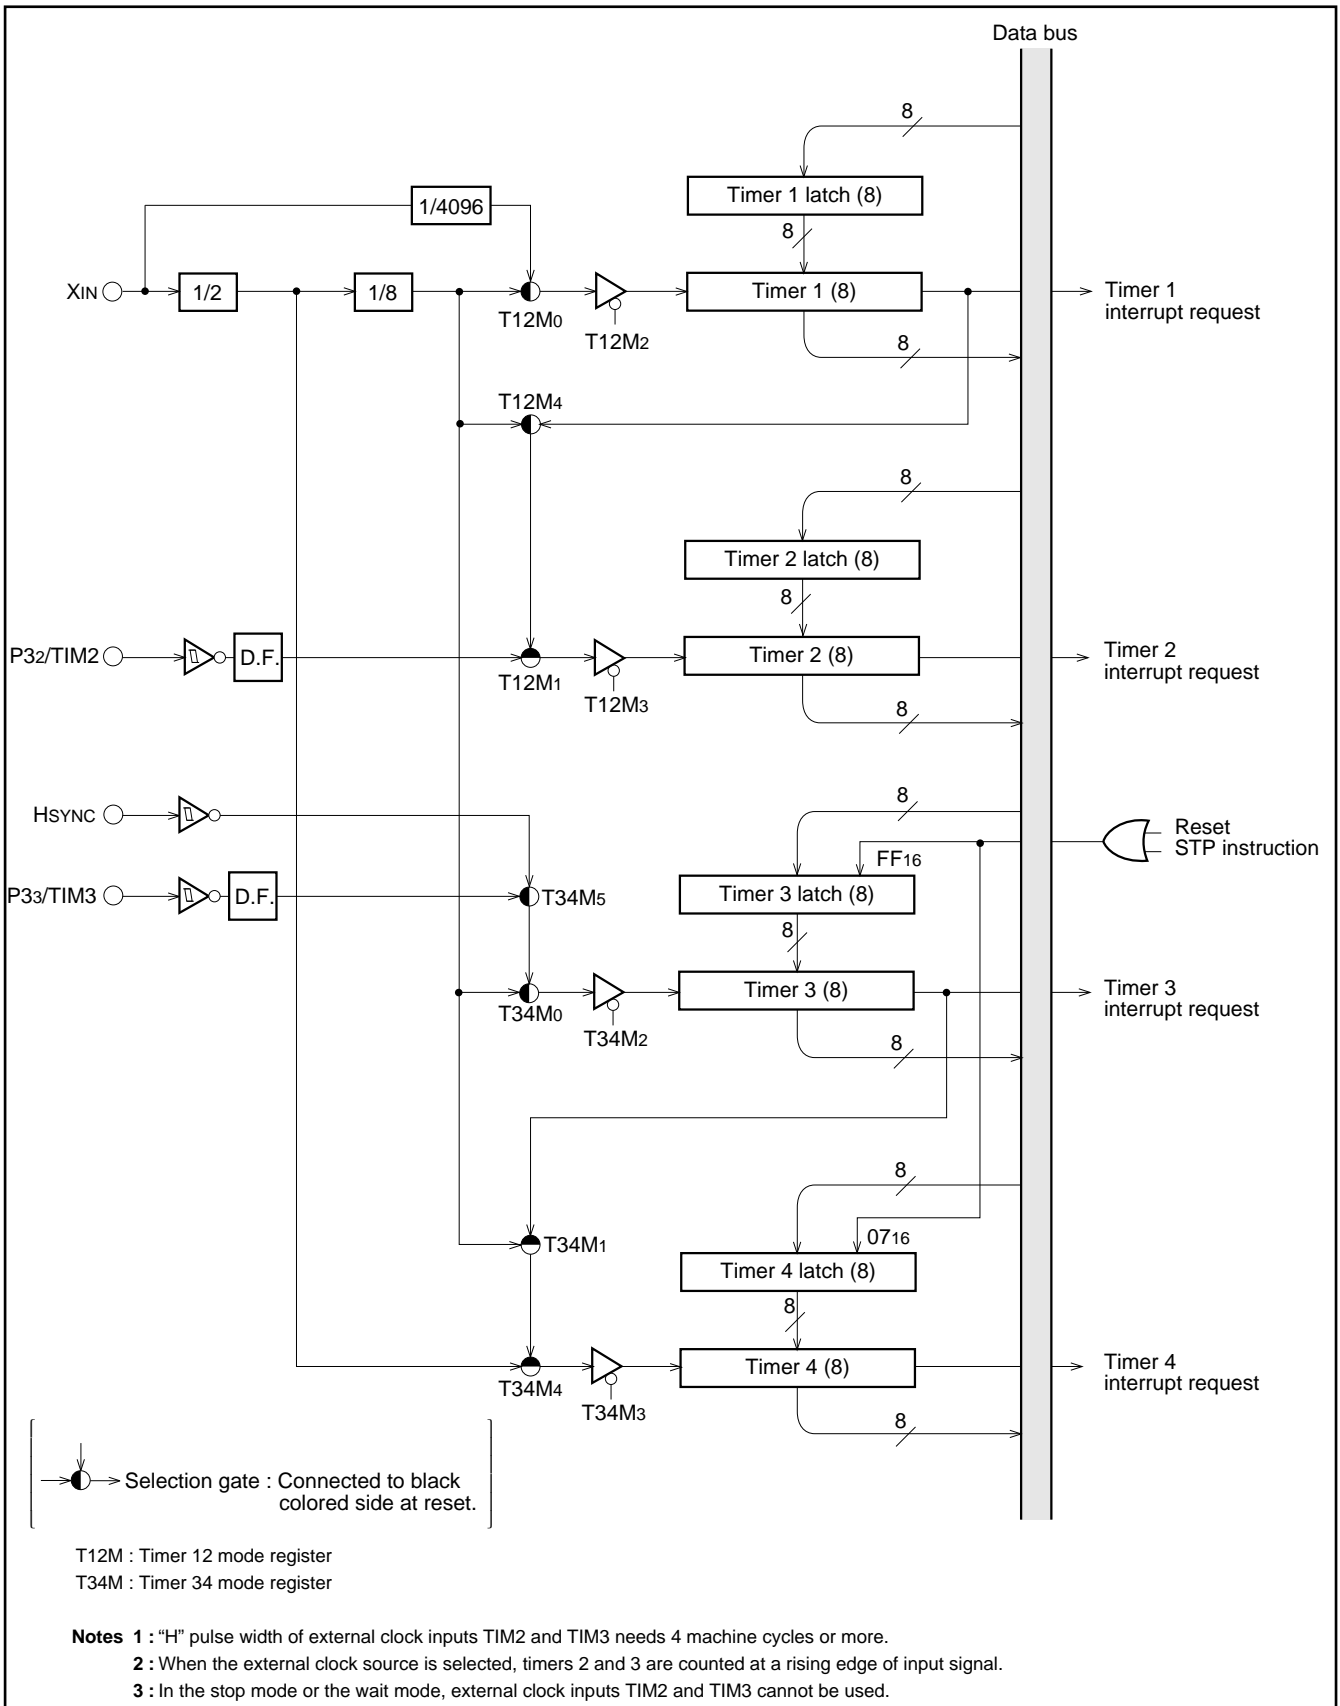 Data bus
8
Timer 1 latch (8)
1/4096
8
XIN
1/2
1/8
T12M0
T12M2
Timer 1 (8)
Timer 1
interrupt request
8
T12M4
8
Timer 2 latch (8)
8
P32/TIM2
D.F.
T12M1
T12M3
Timer 2 (8)
Timer 2
interrupt request
8
HSYNC
8
Reset
STP instruction
FF16
P33/TIM3
D.F.
T34M5
Timer 3 latch (8)
8
T34M0
T34M2
Timer 3 (8)
Timer 3
interrupt request
8
8
T34M1
0716
Timer 4 latch (8)
8
T34M4
T34M3
Timer 4 (8)
Timer 4
interrupt request
8
Selection gate : Connected to black
colored side at reset.
T12M : Timer 12 mode register
T34M : Timer 34 mode register
Notes 1 : “H” pulse width of external clock inputs TIM2 and TIM3 needs 4 machine cycles or more.
2 : When the external clock source is selected, timers 2 and 3 are counted at a rising edge of input signal.
3 : In the stop mode or the wait mode, external clock inputs TIM2 and TIM3 cannot be used.